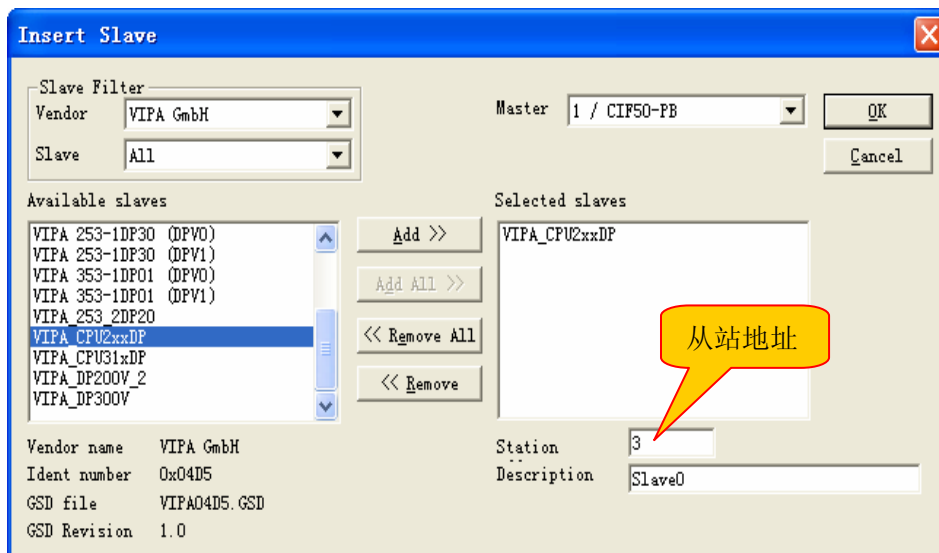 Insert Slave
Slave Filter
Vendor VIPA GmbH
Slave All
Master 1 / CIF50-PB
OK
Cancel
Available slaves
VIPA 253-1DP30 (DPV0)
VIPA 253-1DP30 (DPV1)
VIPA 353-1DP01 (DPV0)
VIPA 353-1DP01 (DPV1)
VIPA_253_2DP20
VIPA_CPU2xxDP
VIPA_CPU31xDP
VIPA_DP200V_2
VIPA_DP300V
Add >>
Add All >>
<< Remove All
<< Remove
Selected slaves
VIPA_CPU2xxDP
从站地址
Vendor name VIPA GmbH
Ident number 0x04D5
GSD file VIPA04D5.GSD
GSD Revision 1.0
Station 3
Description Slave0